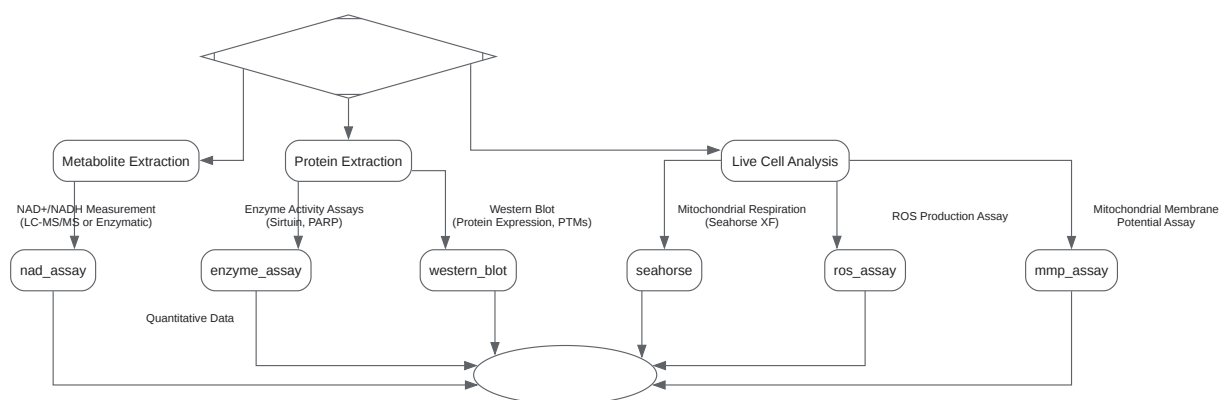 Metabolite Extraction
Protein Extraction
Live Cell Analysis
NAD+/NADH Measurement
(LC-MS/MS or Enzymatic)
Enzyme Activity Assays
(Sirtuin, PARP)
Western Blot
(Protein Expression, PTMs)
Mitochondrial Respiration
(Seahorse XF)
ROS Production Assay
Mitochondrial Membrane
Potential Assay
nad_assay
enzyme_assay
western_blot
seahorse
ros_assay
mmp_assay
Quantitative Data